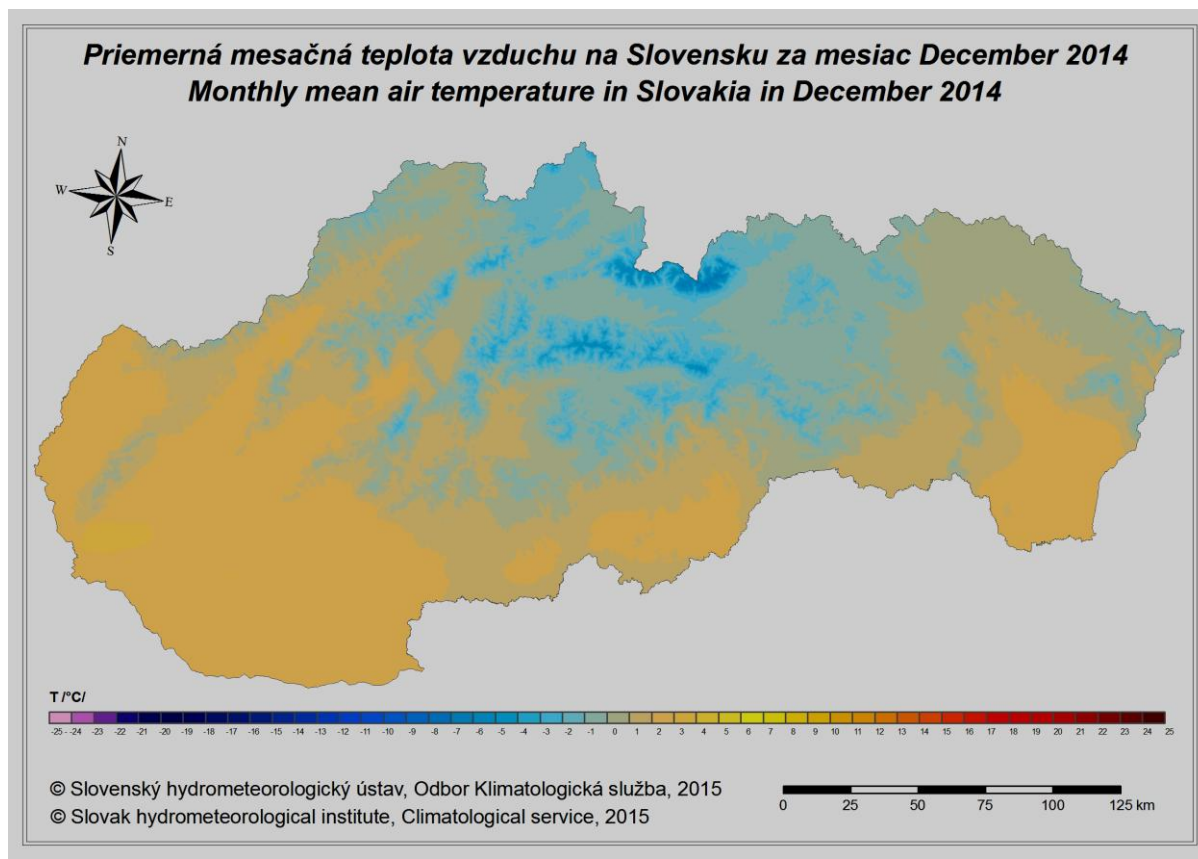 Priemerná mesačná teplota vzduchu na Slovensku za mesiac December 2014
Monthly mean air temperature in Slovakia in December 2014
N
W
E
S
T /°C/
-25 -24 -23 -22 -21 -20 -19 -18 -17 -16 -15 -14 -13 -12 -11 -10 -9 -8 -7 -6 -5 -4 -3 -2 -1 0 1 2 3 4 5 6 7 8 9 10 11 12 13 14 15 16 17 18 19 20 21 22 23 24 25
© Slovenský hydrometeorologický ústav, Odbor Klimatologická služba, 2015
© Slovak hydrometeorological institute, Climatological service, 2015
0 25 50 75 100 125 km